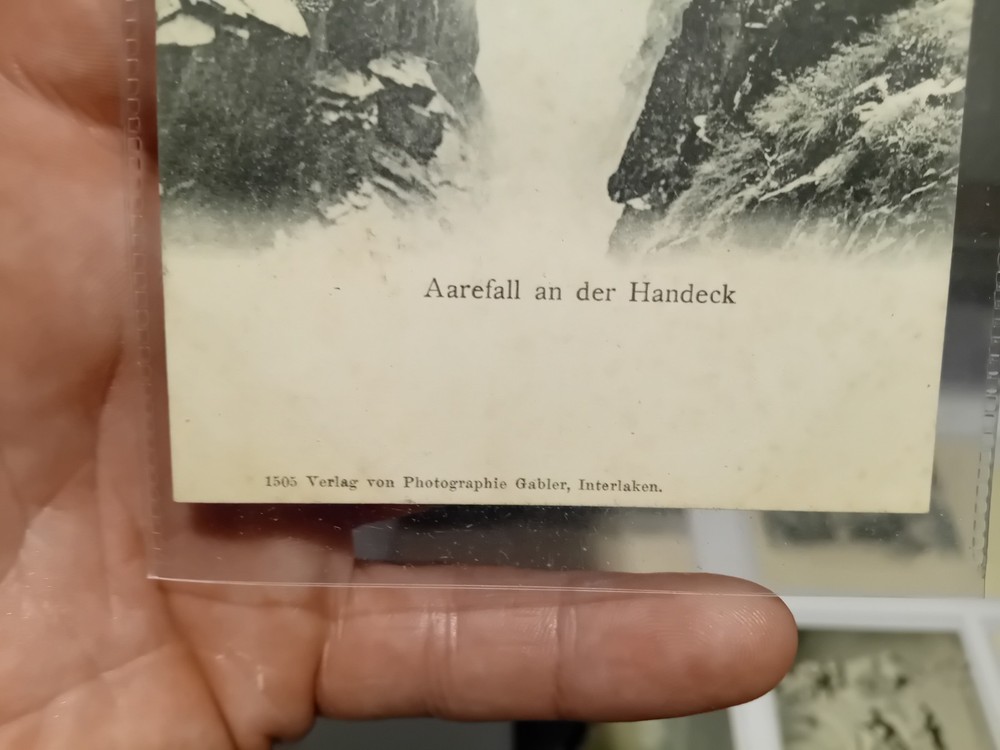 Aarefall an der Handeck
1505 Verlag von Photographie Gabler, Interlaken.